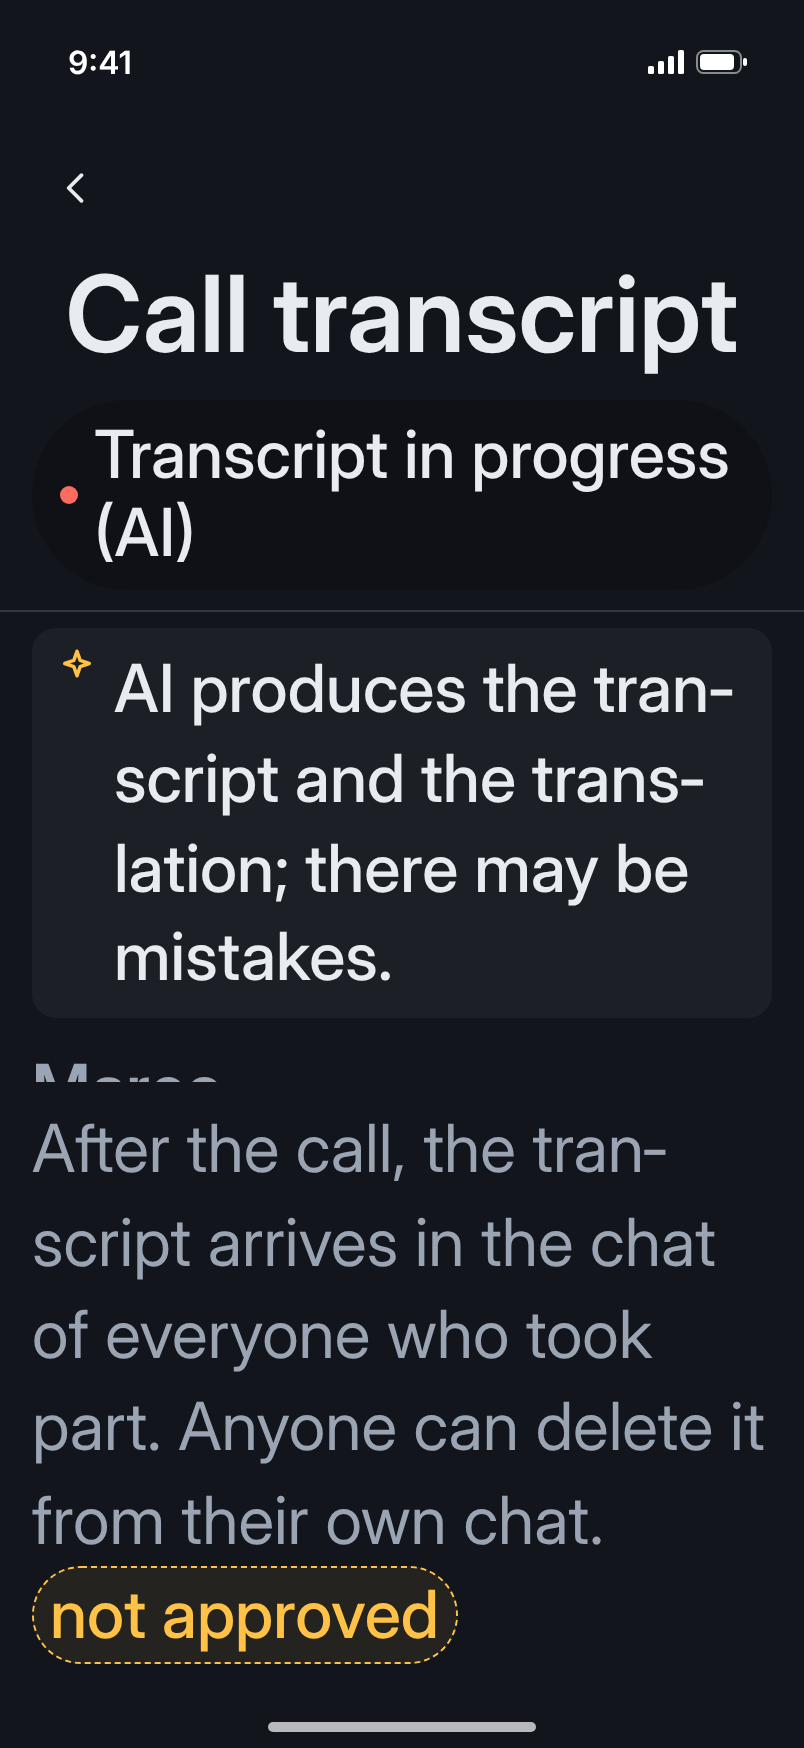 9:41
Call transcript
Transcript in progress
(AI)
AI produces the tran-
script and the trans-
lation; there may be
mistakes.
After the call, the tran-
script arrives in the chat
of everyone who took
part. Anyone can delete it
from their own chat.
not approved